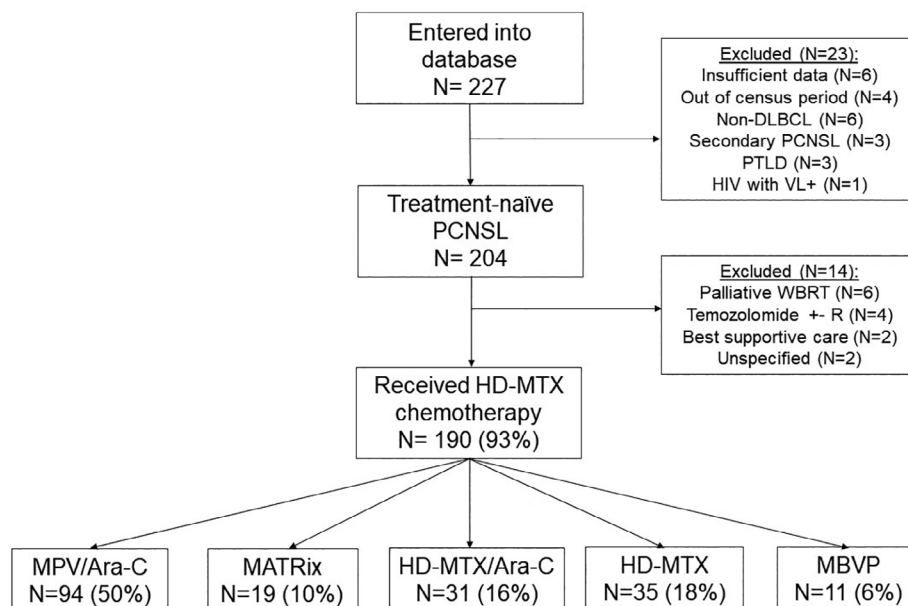 Entered into
database
N= 227
Excluded (N=23):
Insufficient data (N=6)
Out of census period (N=4)
Non-DLBCL (N=6)
Secondary PCNSL (N=3)
PTLD (N=3)
HIV with VL+ (N=1)
Treatment-naïve
PCNSL
N= 204
Excluded (N=14):
Palliative WBRT (N=6)
Temozolomide +- R (N=4)
Best supportive care (N=2)
Unspecified (N=2)
Received HD-MTX
chemotherapy
N= 190 (93%)
MPV/Ara-C
N=94 (50%)
MATRix
N=19 (10%)
HD-MTX/Ara-C
N=31 (16%)
HD-MTX
N=35 (18%)
MBVP
N=11 (6%)